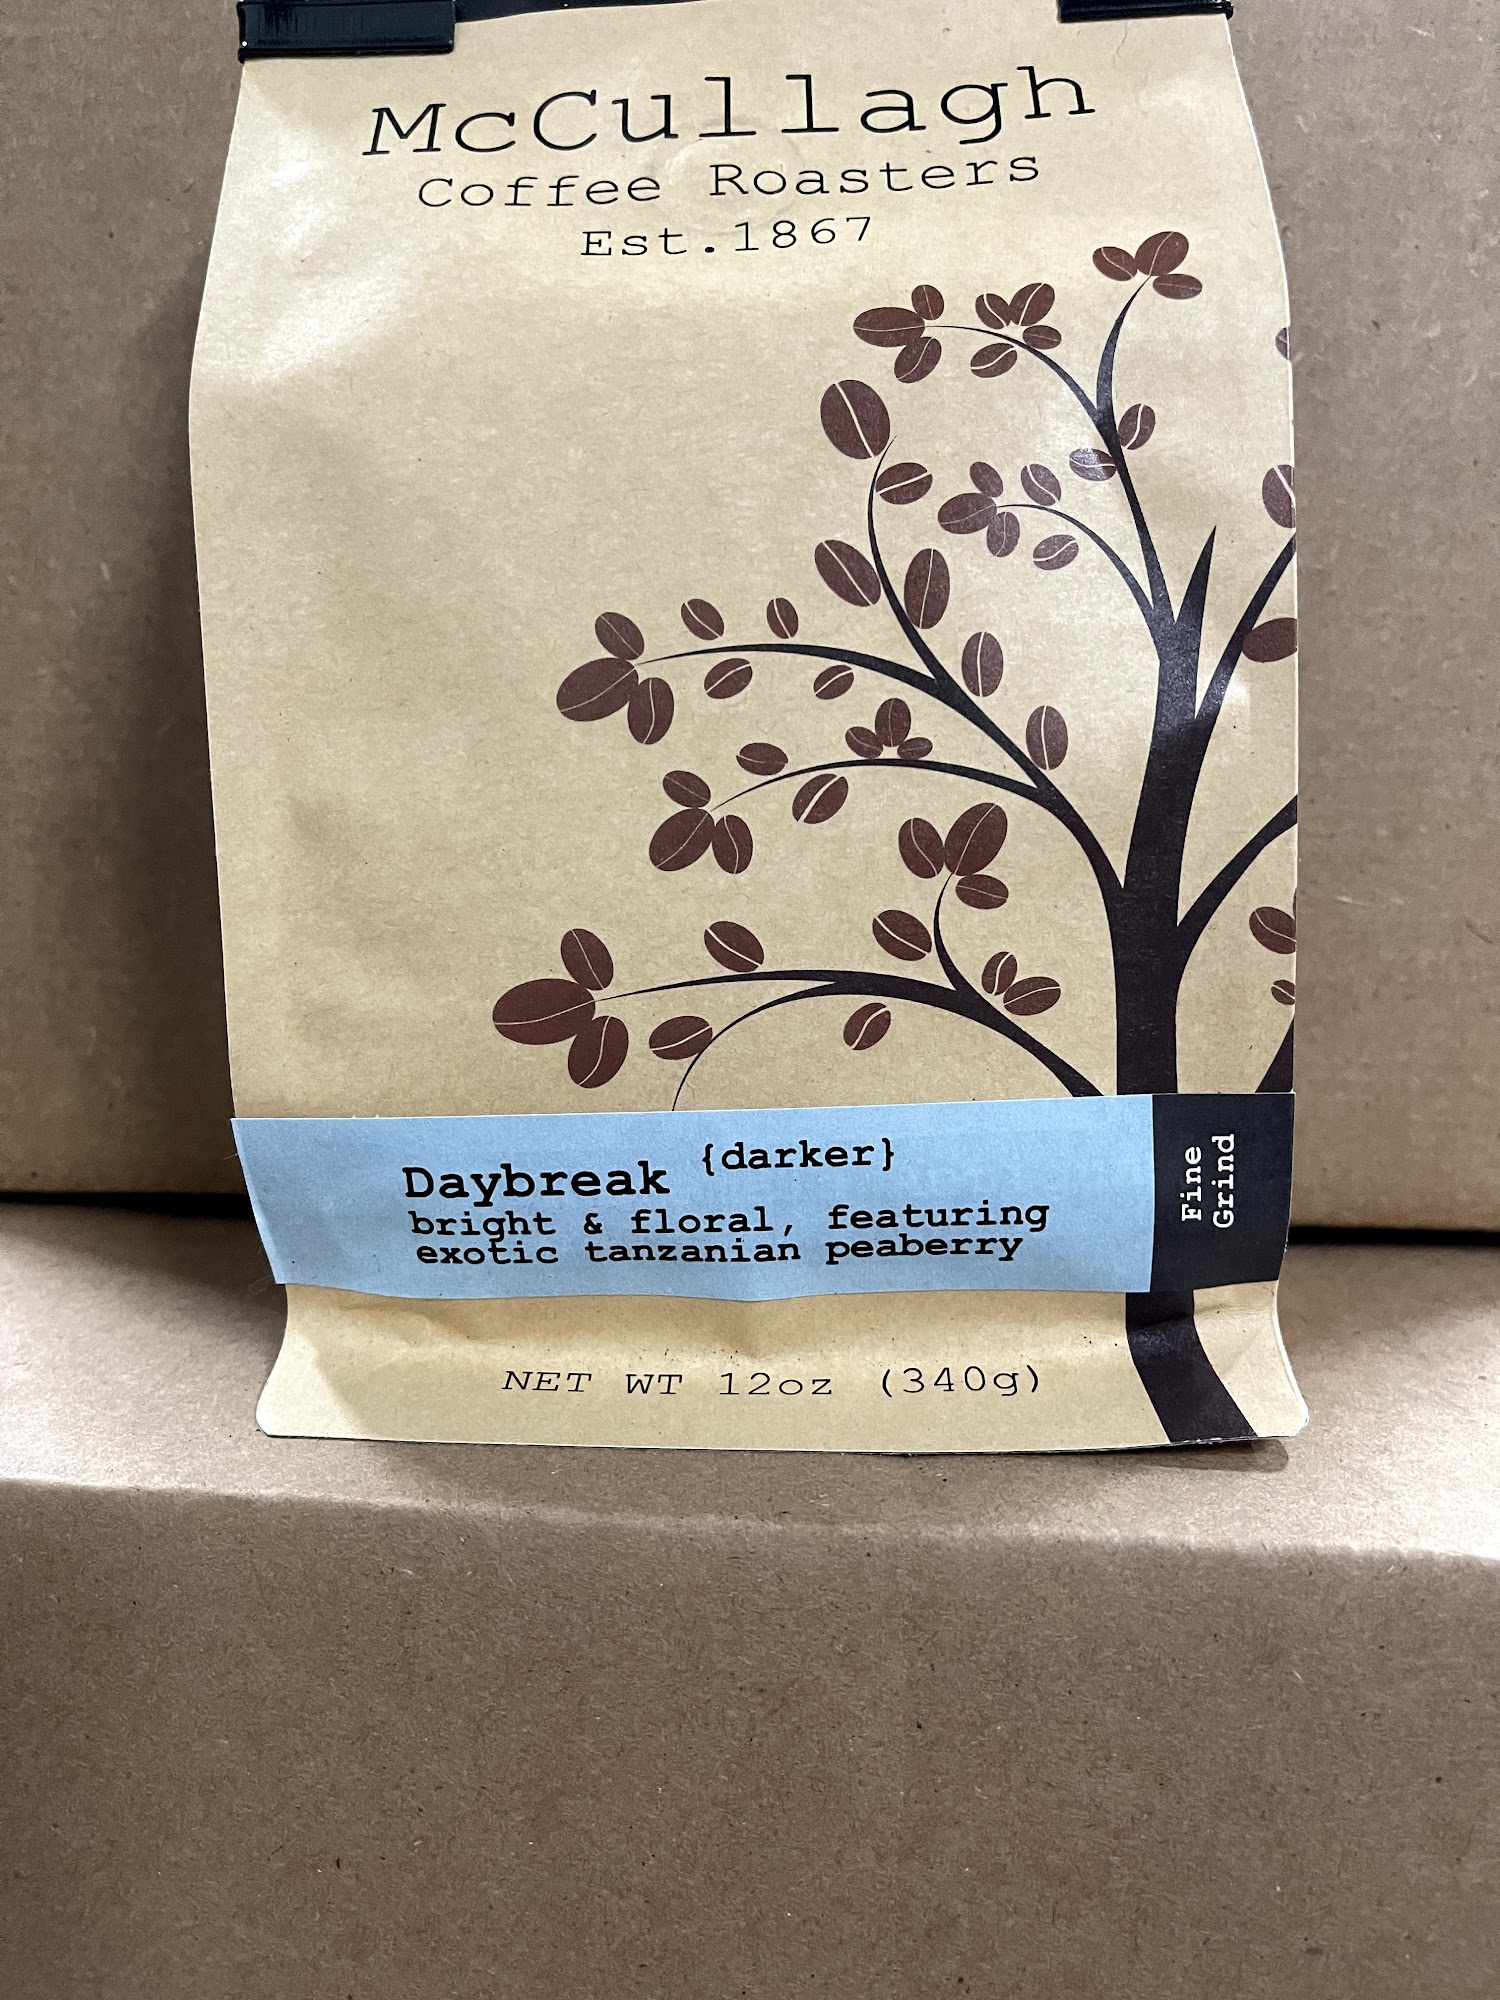 McCullagh
Coffee Roasters
Est.1867
Daybreak {darker}
bright & floral, featuring
exotic tanzanian peaberry
Fine
Grind
NET WT 12oz (340g)